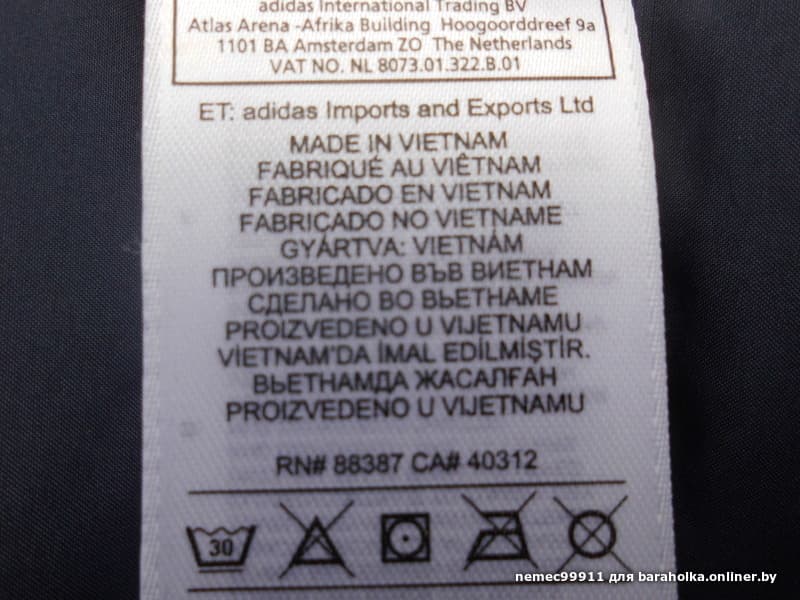 adidas International Trading BV
Atlas Arena -Afrika Building Hoogoorddreef 9a
1101 BA Amsterdam ZO The Netherlands
VAT NO. NL 8073.01.322.B.01
ET: adidas Imports and Exports Ltd
MADE IN VIETNAM
FABRIQUÉ AU VIÊTNAM
FABRICADO EN VIETNAM
FABRICADO NO VIETNAME
GYÁRTVA: VIETNÁM
ПРОИЗВЕДЕНО ВЪВ ВИЕТНАМ
СДЕЛАНО ВО ВЬЕТНАМЕ
PROIZVEDENO U VIJETNAMU
VİETNAM'DA İMAL EDİLMİŞTİR.
ВЬЕТНАМДА ЖАСАЛҒАН
PROIZVEDENO U VIJETNAMU
RN# 88387 CA# 40312
30
nemec99911 для baraholka.onliner.by